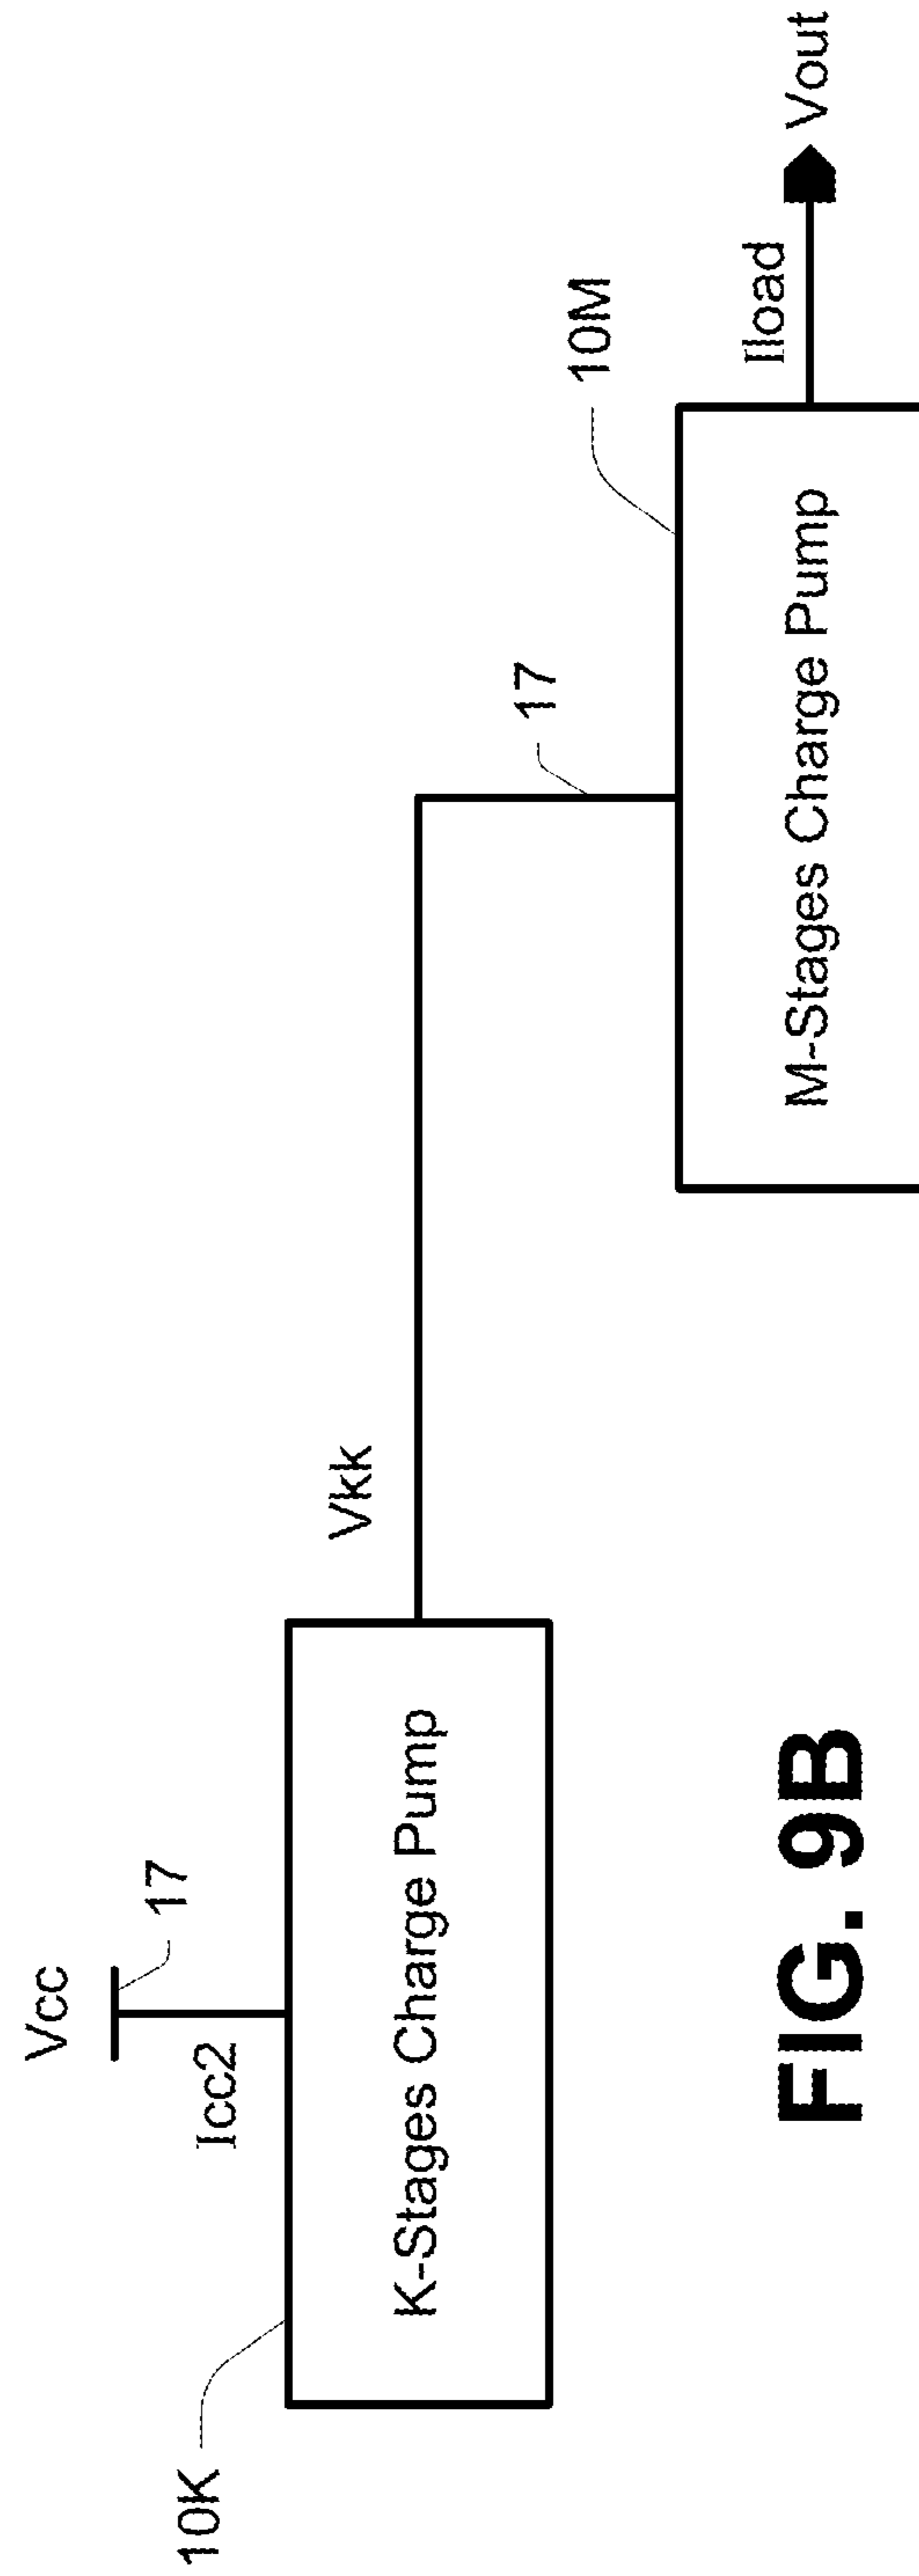 Vcc
17
Icc2
10K
K-Stages Charge Pump
Vkk
17
10M
M-Stages Charge Pump
Iload
Vout
FIG. 9B